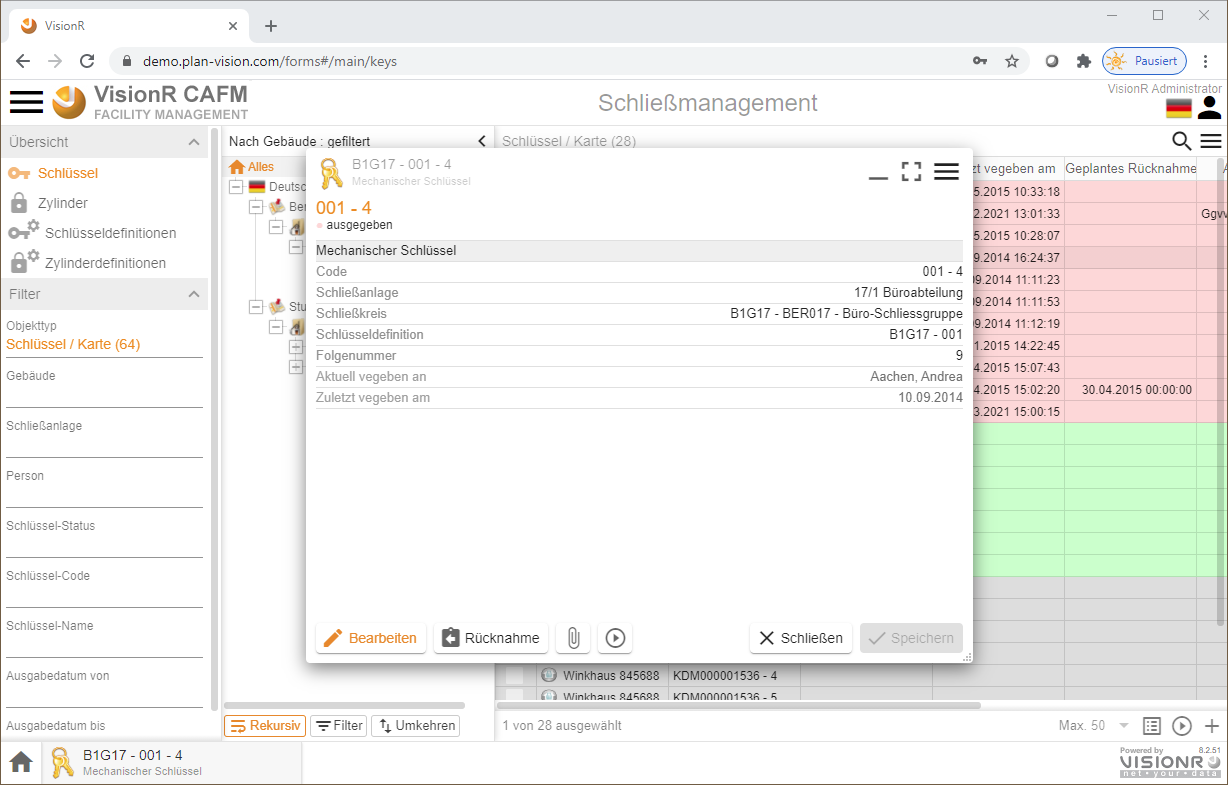 VisionR
demo.plan-vision.com/forms#/main/keys
Pausiert
VisionR CAFM
FACILITY MANAGEMENT
Schließmanagement
VisionR Administrator
Übersicht
Schlüssel
Zylinder
Schlüsseldefinitionen
Zylinderdefinitionen
Filter
Objekttyp
Schlüssel / Karte (64)
Gebäude
Schließanlage
Person
Schlüssel-Status
Schlüssel-Code
Schlüssel-Name
Ausgabedatum von
Ausgabedatum bis
Nach Gebäude : gefiltert
Alles
Deutsc
Ber
Stu
Rekursiv
Filter
Umkehren
Schlüssel / Karte (28)
zt vegeben am Geplantes Rücknahme
5.2015 10:33:18
2.2021 13:01:33 Ggvv
5.2015 10:28:07
9.2014 16:24:37
09.2014 11:11:23
09.2014 11:11:53
09.2014 11:12:19
1.2015 14:22:45
4.2015 15:07:43
4.2015 15:02:20 30.04.2015 00:00:00
3.2021 15:00:15
B1G17 - 001 - 4
Mechanischer Schlüssel
001 - 4
ausgegeben
Mechanischer Schlüssel
Code 001 - 4
Schließanlage 17/1 Büroabteilung
Schließkreis B1G17 - BER017 - Büro-Schliessgruppe
Schlüsseldefinition B1G17 - 001
Folgenummer 9
Aktuell vegeben an Aachen, Andrea
Zuletzt vegeben am 10.09.2014
Bearbeiten
Rücknahme
Schließen
Speichern
Winkhaus 845688 KDM000001536 - 4
Winkhaus 845688 KDM000001536 - 5
1 von 28 ausgewählt
Max. 50
B1G17 - 001 - 4
Mechanischer Schlüssel
Powered by 8.2.51
VISIONR
net · your · data